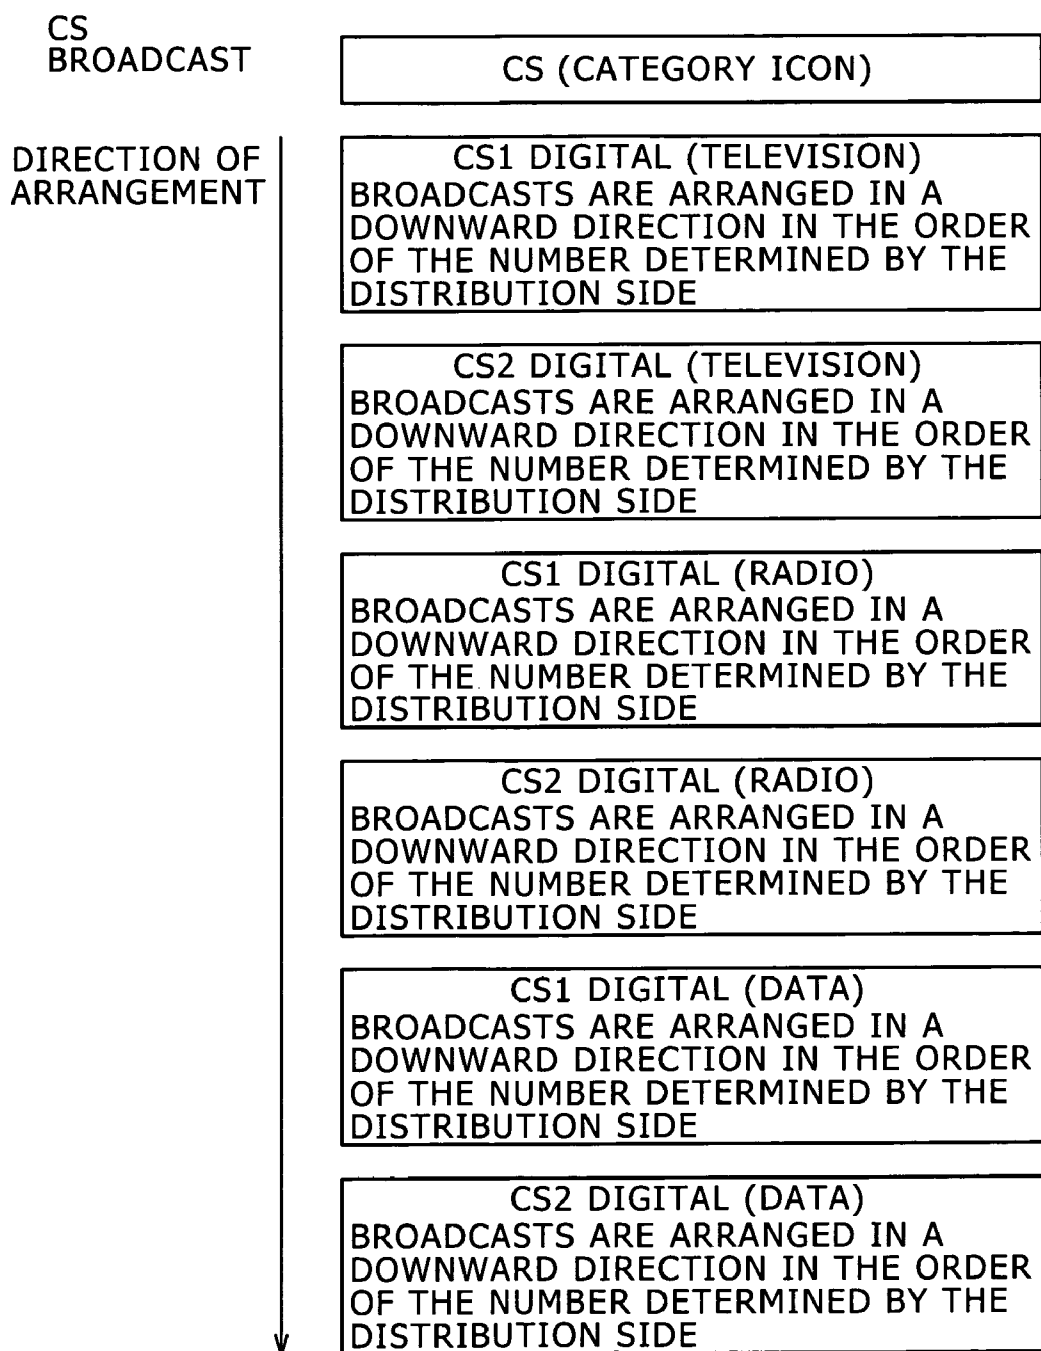 CS
BROADCAST
CS (CATEGORY ICON)
DIRECTION OF
ARRANGEMENT
CS1 DIGITAL (TELEVISION)
BROADCASTS ARE ARRANGED IN A
DOWNWARD DIRECTION IN THE ORDER
OF THE NUMBER DETERMINED BY THE
DISTRIBUTION SIDE
CS2 DIGITAL (TELEVISION)
BROADCASTS ARE ARRANGED IN A
DOWNWARD DIRECTION IN THE ORDER
OF THE NUMBER DETERMINED BY THE
DISTRIBUTION SIDE
CS1 DIGITAL (RADIO)
BROADCASTS ARE ARRANGED IN A
DOWNWARD DIRECTION IN THE ORDER
OF THE NUMBER DETERMINED BY THE
DISTRIBUTION SIDE
CS2 DIGITAL (RADIO)
BROADCASTS ARE ARRANGED IN A
DOWNWARD DIRECTION IN THE ORDER
OF THE NUMBER DETERMINED BY THE
DISTRIBUTION SIDE
CS1 DIGITAL (DATA)
BROADCASTS ARE ARRANGED IN A
DOWNWARD DIRECTION IN THE ORDER
OF THE NUMBER DETERMINED BY THE
DISTRIBUTION SIDE
CS2 DIGITAL (DATA)
BROADCASTS ARE ARRANGED IN A
DOWNWARD DIRECTION IN THE ORDER
OF THE NUMBER DETERMINED BY THE
DISTRIBUTION SIDE